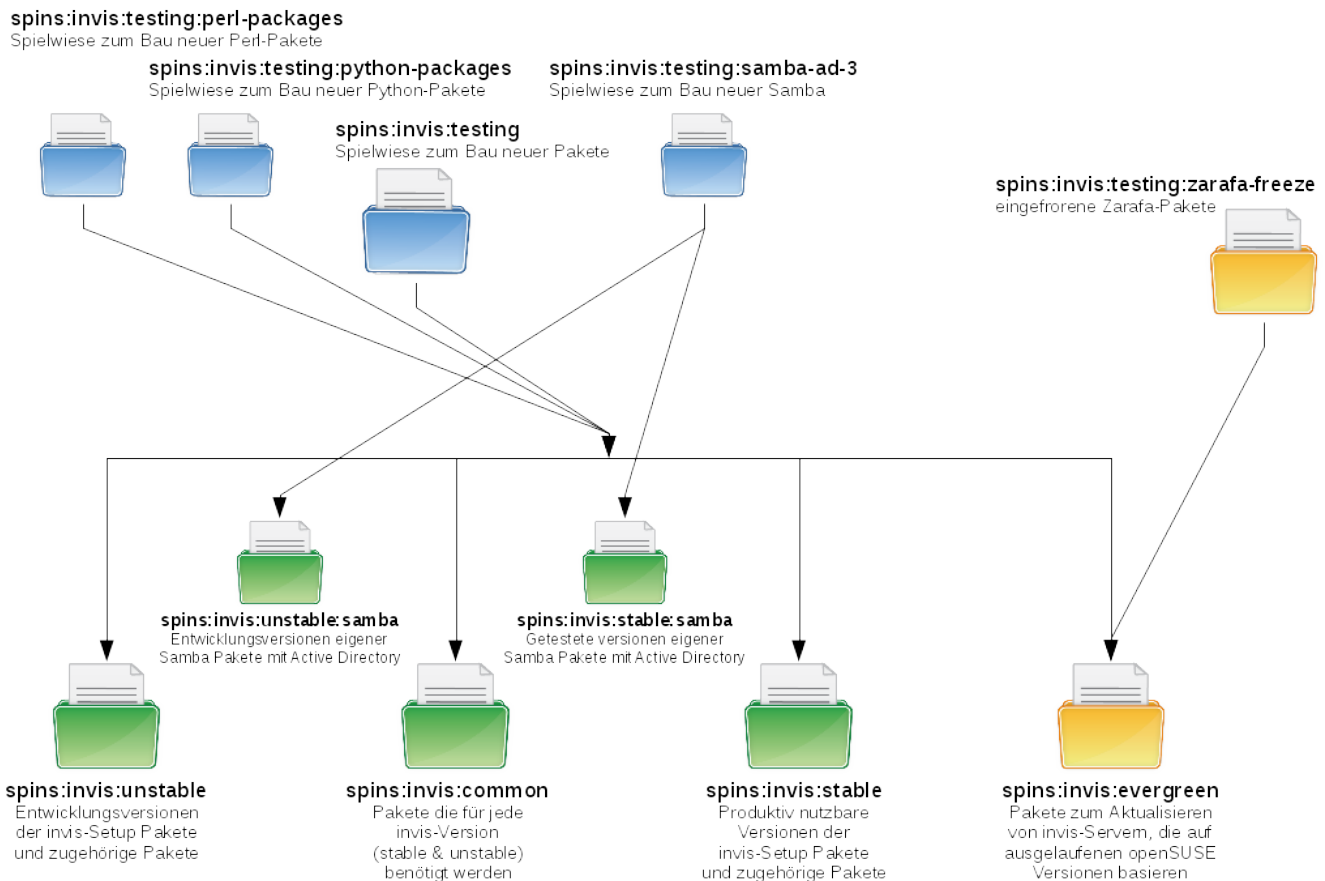 spins:invis:testing:perl-packages
Spielwiese zum Bau neuer Perl-Pakete
spins:invis:testing:python-packages
Spielwiese zum Bau neuer Python-Pakete
spins:invis:testing:samba-ad-3
Spielwiese zum Bau neuer Samba
spins:invis:testing
Spielwiese zum Bau neuer Pakete
spins:invis:testing:zarafa-freeze
eingefrorene Zarafa-Pakete
spins:invis:unstable:samba
Entwicklungsversionen eigener
Samba Pakete mit Active Directory
spins:invis:stable:samba
Getestete versionen eigener
Samba Pakete mit Active Directory
spins:invis:unstable
Entwicklungsversionen
der invis-Setup Pakete
und zugehörige Pakete
spins:invis:common
Pakete die für jede
invis-Version
(stable & unstable)
benötigt werden
spins:invis:stable
Produktiv nutzbare
Versionen der
invis-Setup Pakete
und zugehörige Pakete
spins:invis:evergreen
Pakete zum Aktualisieren
von invis-Servern, die auf
ausgelaufenen openSUSE
Versionen basieren